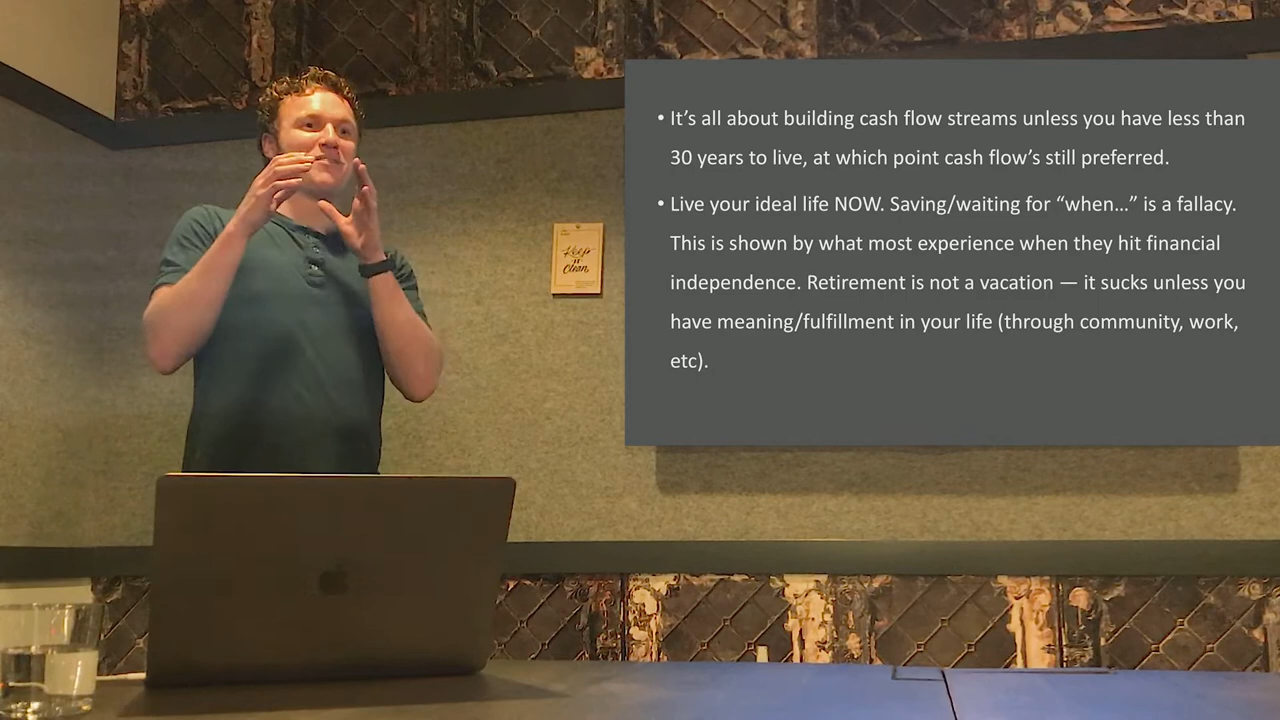 • It’s all about building cash flow streams unless you have less than
30 years to live, at which point cash flow’s still preferred.
• Live your ideal life NOW. Saving/waiting for “when…” is a fallacy.
This is shown by what most experience when they hit financial
independence. Retirement is not a vacation — it sucks unless you
have meaning/fulfillment in your life (through community, work,
etc).
Keep
it
Clean